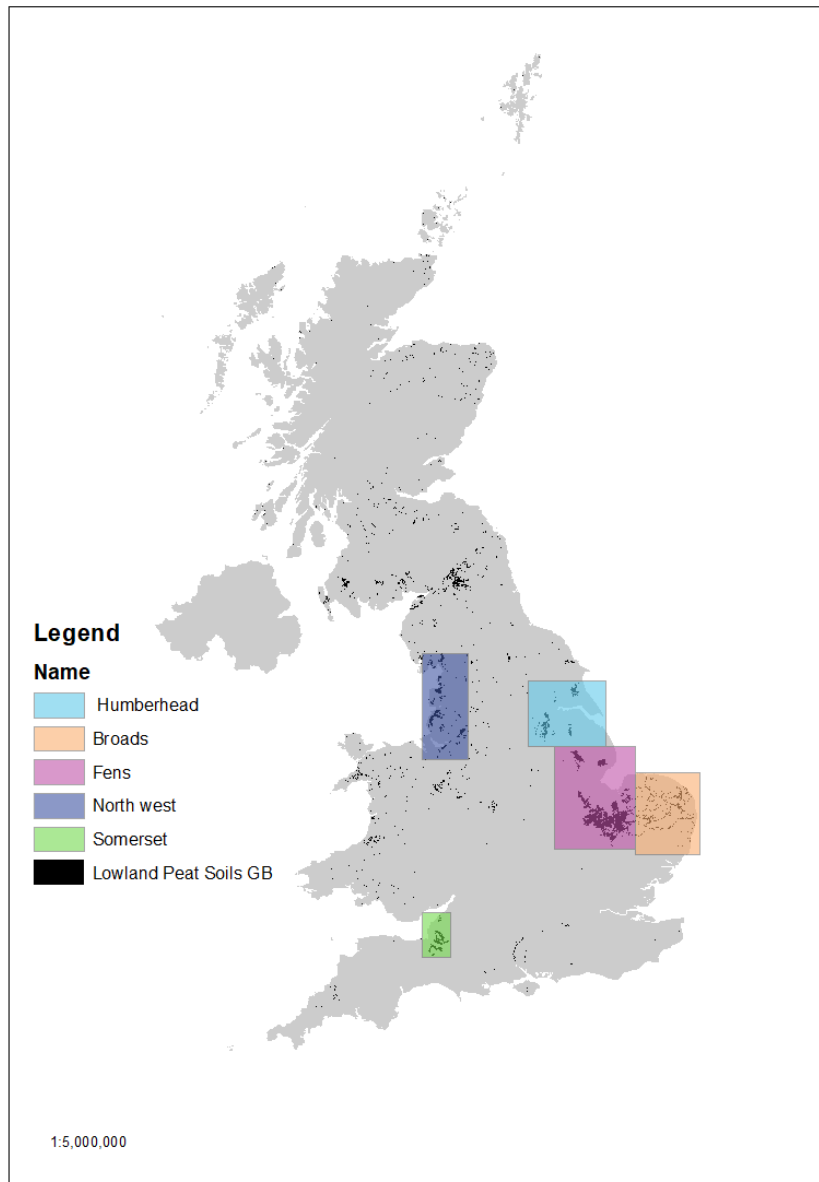 Legend
Name
Humberhead
Broads
Fens
North west
Somerset
Lowland Peat Soils GB
1:5,000,000